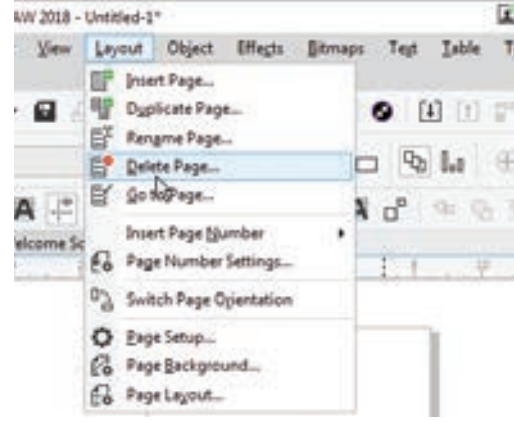 AW 2018 - Untitled-1*
View Layout Object Effects Bitmaps Text Table T
Insert Page...
Duplicate Page...
Rename Page...
Delete Page...
Go to Page...
Insert Page Number
Page Number Settings...
elcome Sc
Switch Page Orientation
Page Setup...
Page Background...
Page Layout...